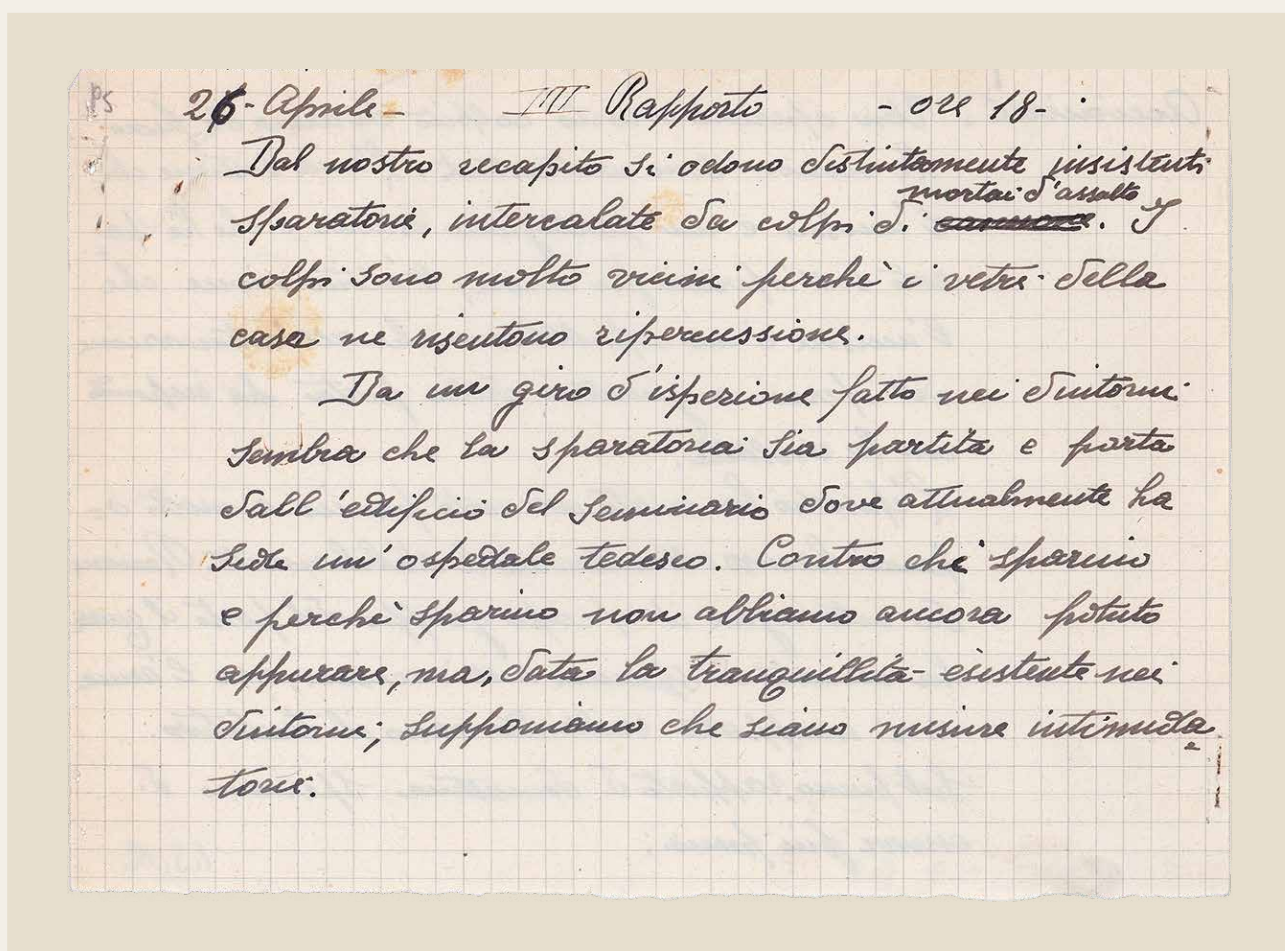 PS 26 - Aprile - III Rapporto - ore 18 -
Dal nostro recapito si odono distintamente insistenti
mortai d'assalto
sparatorie, intercalate da colpi di cannone. I
colpi sono molto vicini perchè i vetri della
casa ne risentono ripercussione.
Da un giro d'ispezione fatto nei dintorni
sembra che la sparatoria sia partita e parta
dall'edificio del Seminario dove attualmente ha
sede un'ospedale tedesco. Contro chi sparino
e perchè sparino non abbiamo ancora potuto
appurare, ma, data la tranquillità esistente nei
dintorni; supponiamo che siano misure intimida
torie.